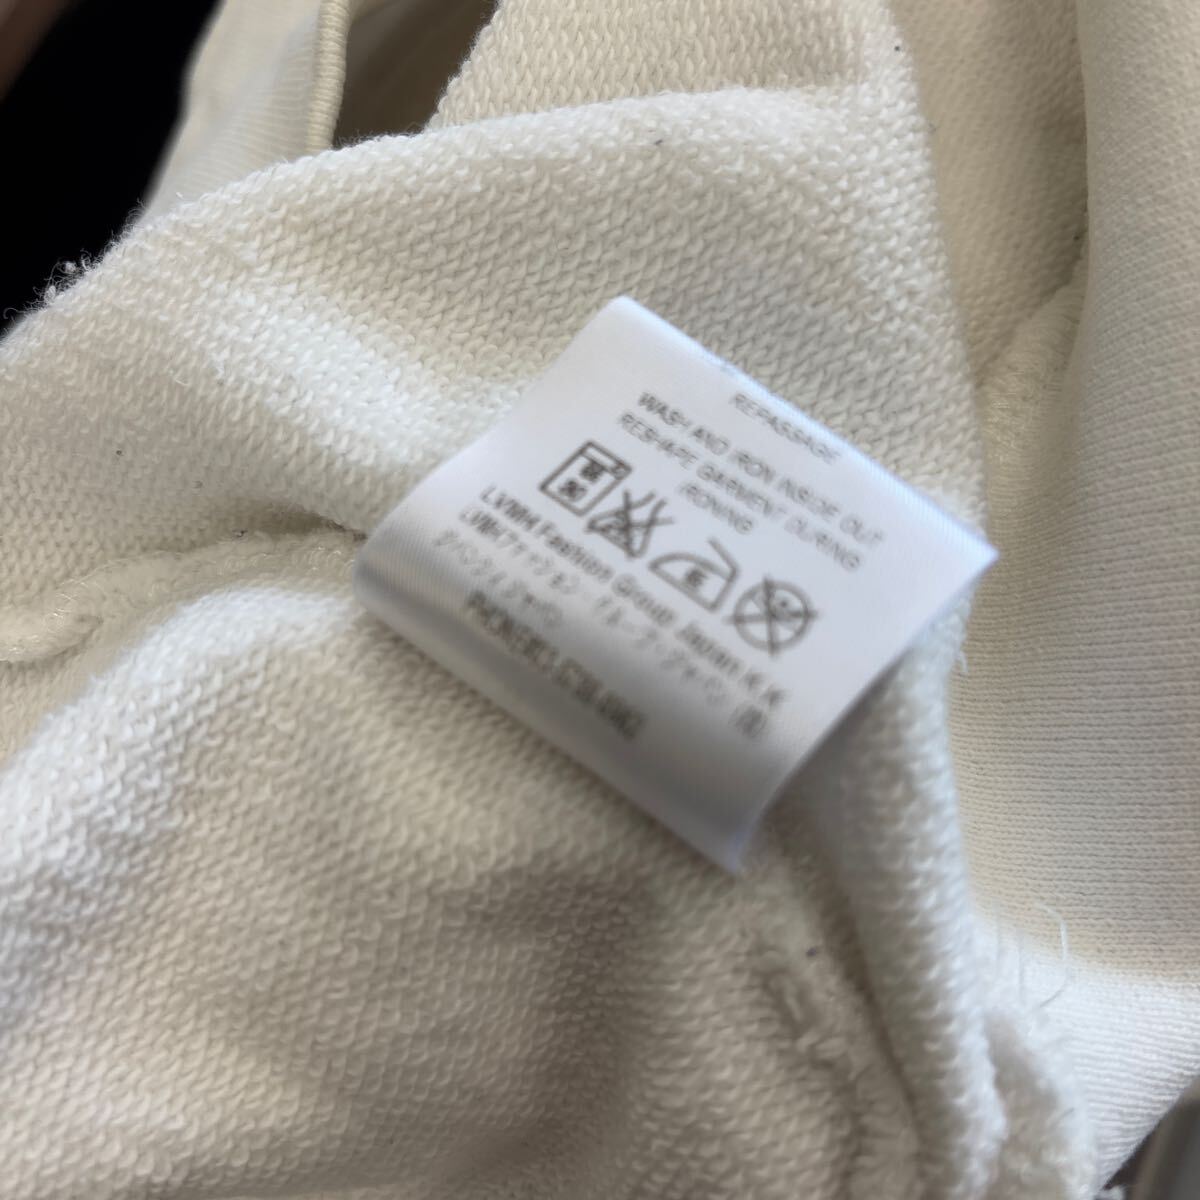 REPASSAGE
WASH AND IRON INSIDE OUT
RESHAPE GARMENT DURING
IRONING
LVMH Fashion Group Japan K.K
LVMHファッション・グループ・ジャパン(株)